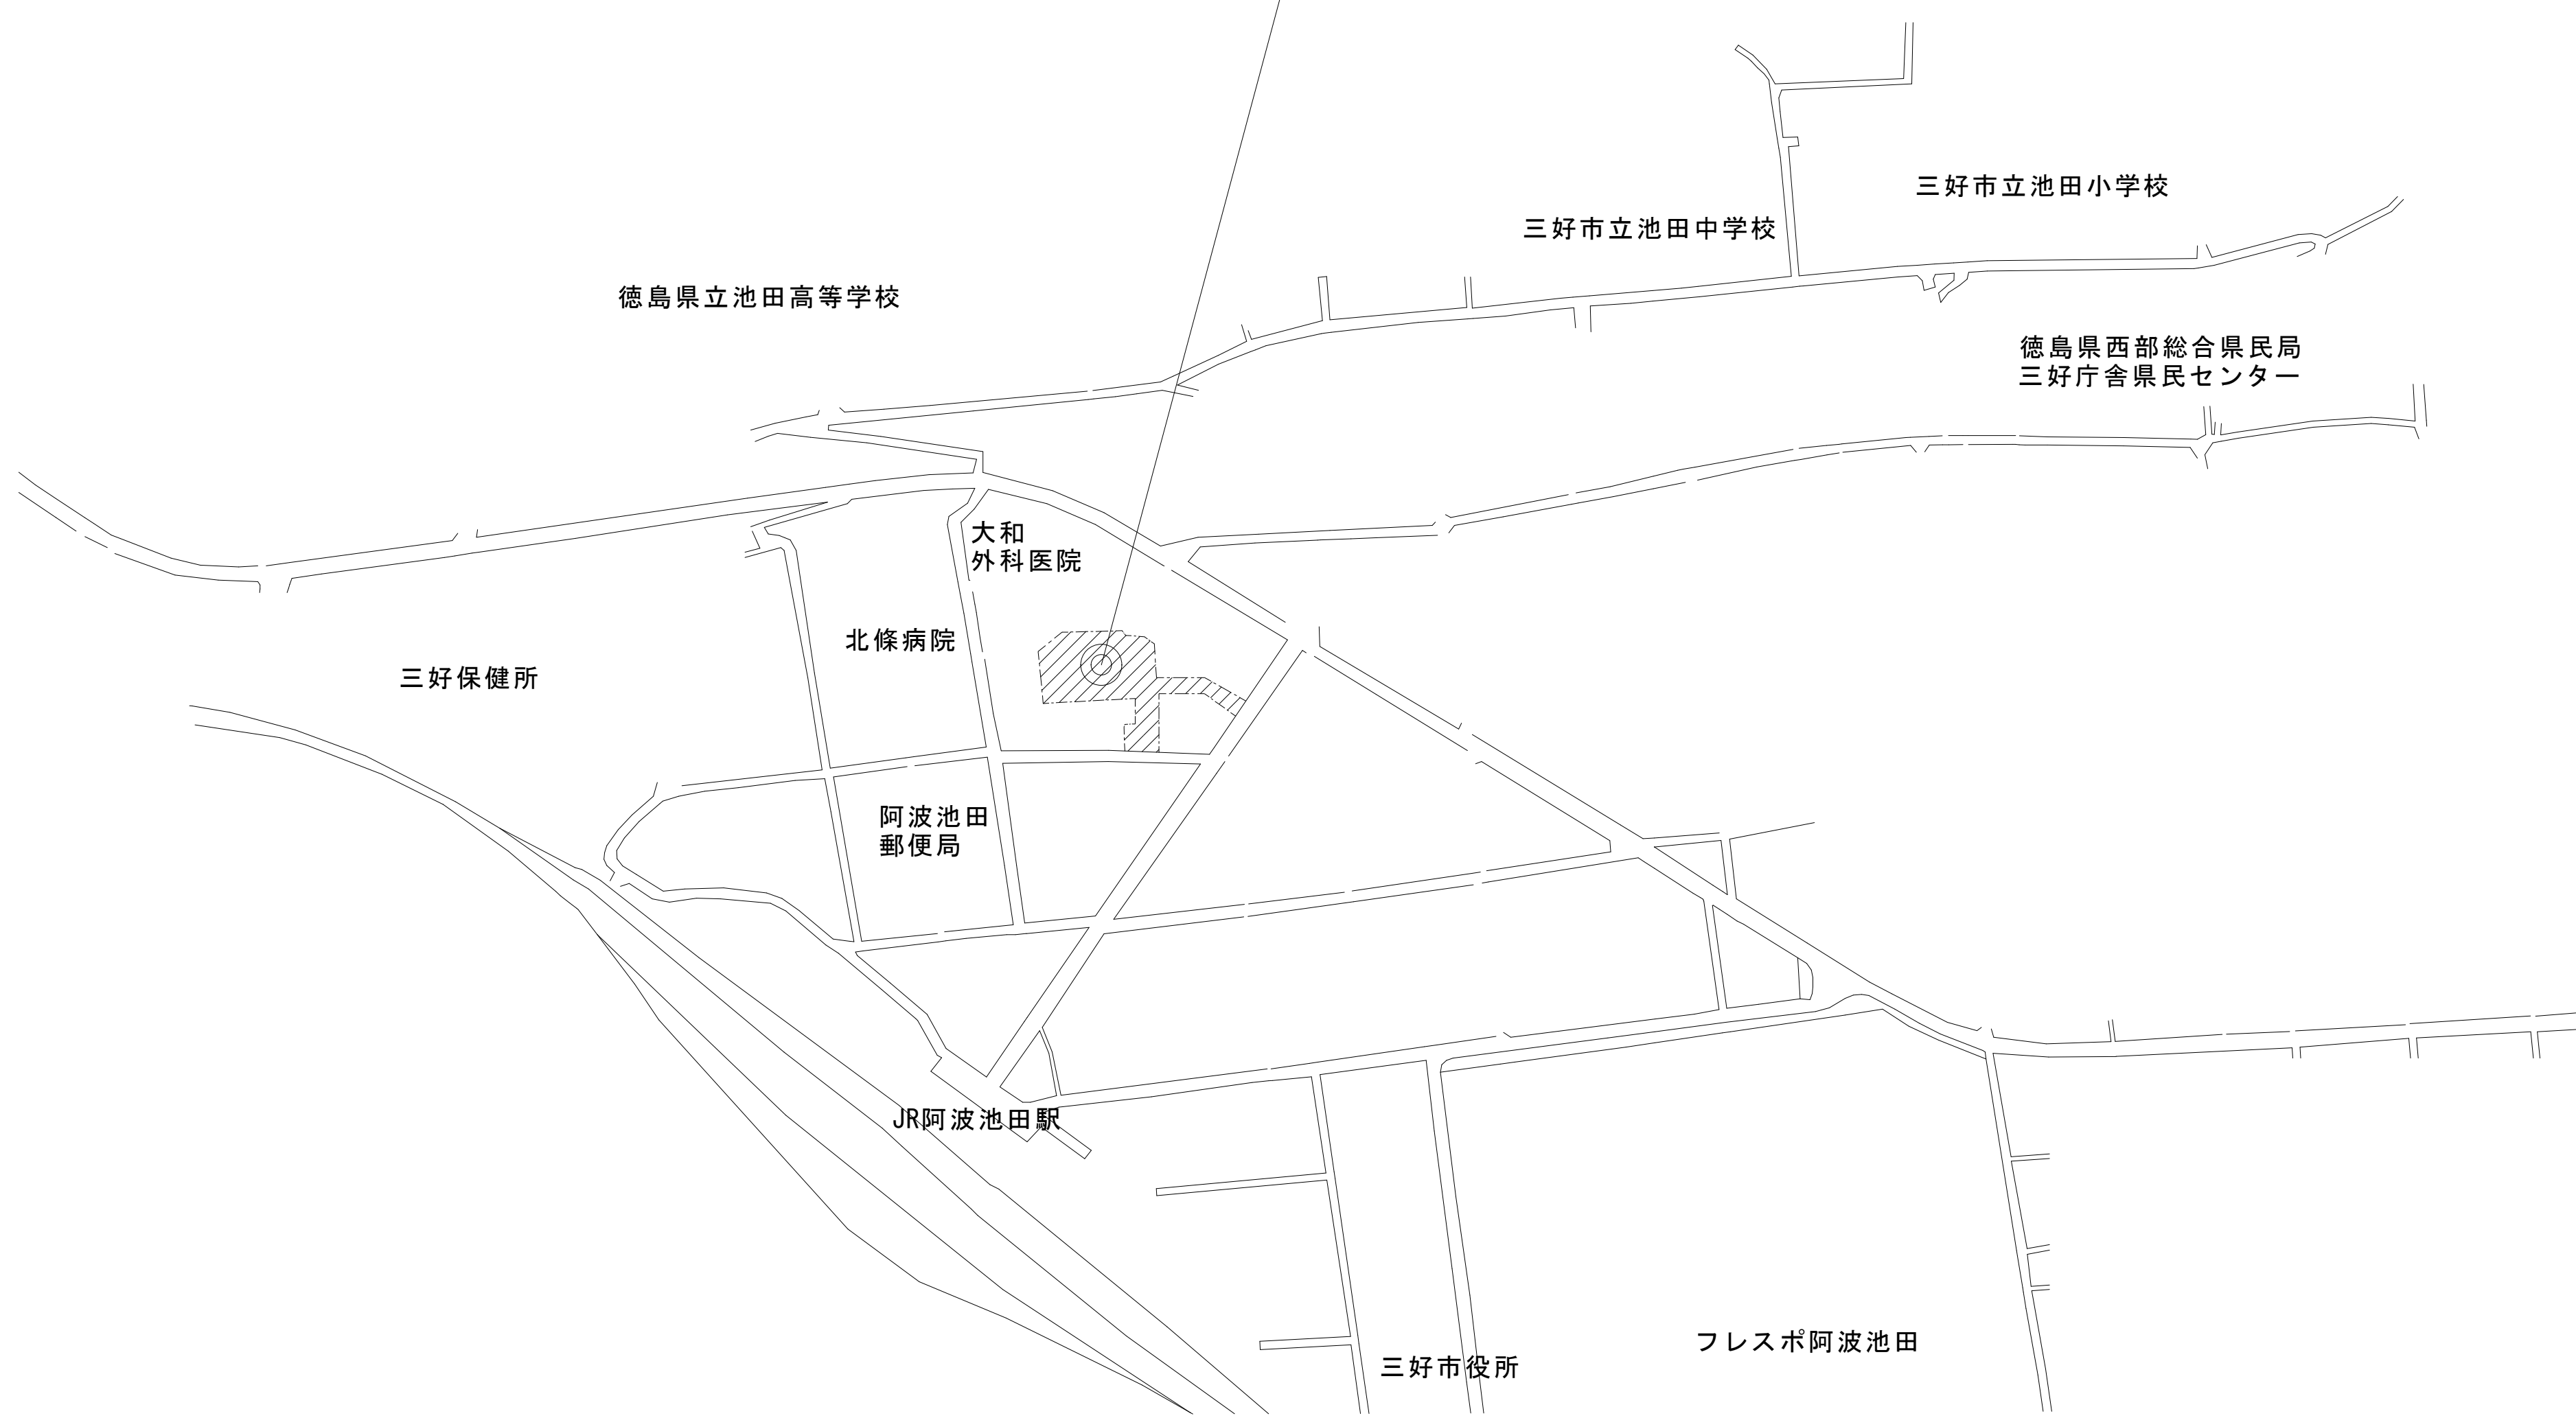 三好市立池田小学校
三好市立池田中学校
徳島県立池田高等学校
徳島県西部総合県民局
三好庁舎県民センター
大和
外科医院
北條病院
三好保健所
阿波池田
郵便局
JR阿波池田駅
フレスポ阿波池田
三好市役所